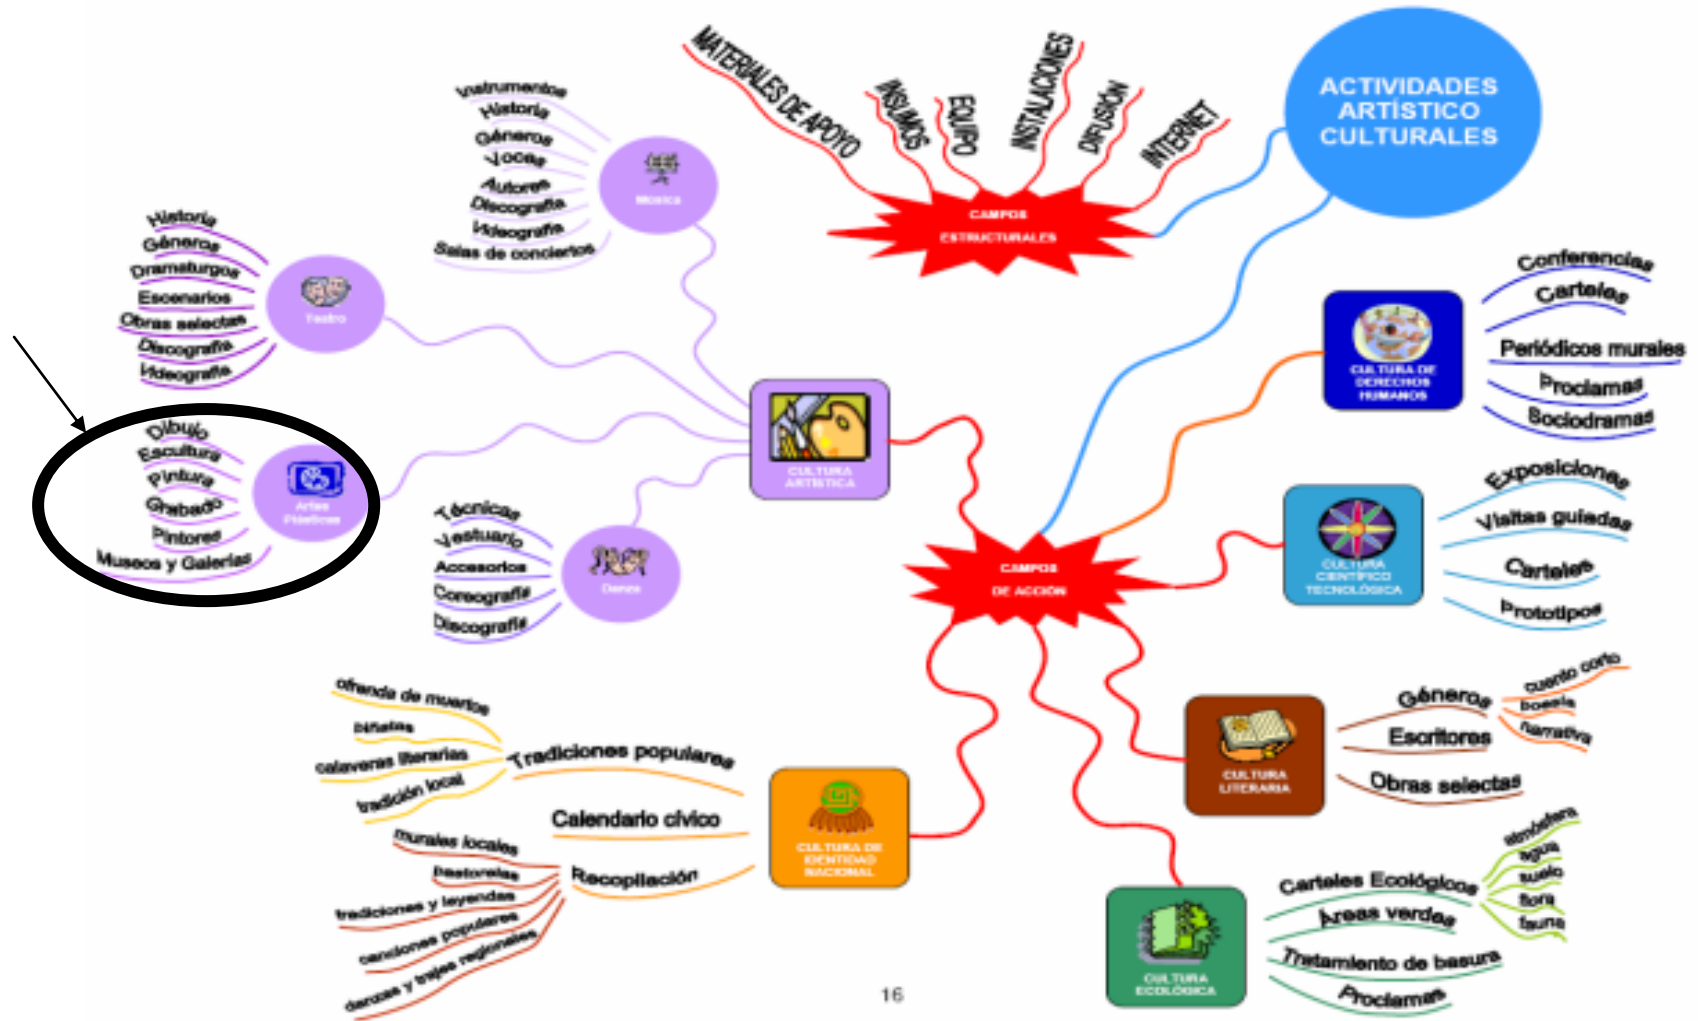 ACTIVIDADES
ARTÍSTICO
CULTURALES
MATERIALES DE APOYO
INSUMOS
EQUIPO
INSTALACIONES
DIFUSIÓN
INTERNET
CAMPOS
ESTRUCTURALES
Instrumentos
Historia
Géneros
Voces
Autores
Discografía
Videografía
Salas de conciertos
Música
Historia
Géneros
Dramaturgos
Escenarios
Obras selectas
Discografía
Videografía
Teatro
Dibujo
Escultura
Pintura
Grabado
Pintores
Museos y Galerías
Artes
Plásticas
Técnicas
Vestuario
Accesorios
Coreografía
Discografía
Danza
CULTURA
ARTÍSTICA
CAMPOS
DE ACCIÓN
CULTURA DE
DERECHOS
HUMANOS
Conferencias
Carteles
Periódicos murales
Proclamas
Sociodramas
CULTURA
CIENTÍFICO
TECNOLÓGICA
Exposiciones
Visitas guiadas
Carteles
Prototipos
CULTURA
LITERARIA
Géneros
cuento corto
poesía
narrativa
Escritores
Obras selectas
CULTURA
ECOLÓGICA
Carteles Ecológicos
atmósfera
agua
suelo
flora
fauna
Áreas verdes
Tratamiento de basura
Proclamas
CULTURA DE
IDENTIDAD
NACIONAL
Tradiciones populares
ofrenda de muertos
piñatas
calaveras literarias
tradición local
Calendario cívico
Recopilación
murales locales
pastorelas
tradiciones y leyendas
canciones populares
danzas y trajes regionales
16